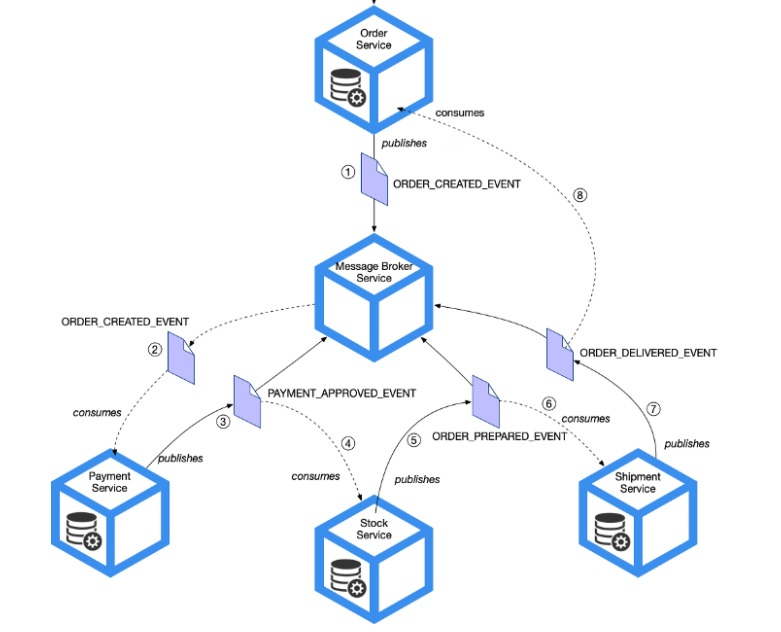 Order
Service
consumes
publishes
①
ORDER_CREATED_EVENT
⑧
Message Broker
Service
ORDER_CREATED_EVENT
②
ORDER_DELIVERED_EVENT
PAYMENT_APPROVED_EVENT
③
⑥
consumes
⑦
consumes
④
⑤
ORDER_PREPARED_EVENT
publishes
publishes
consumes
publishes
Payment
Service
Shipment
Service
Stock
Service